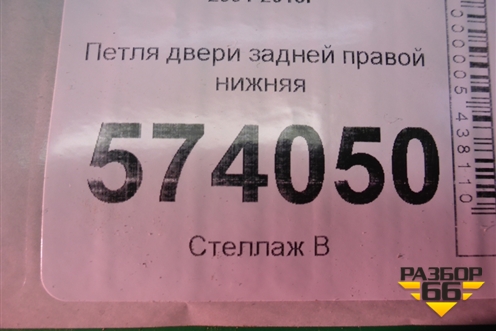 Петля двери задней правой
нижняя
574050
Стеллаж В
РАЗБОР
66